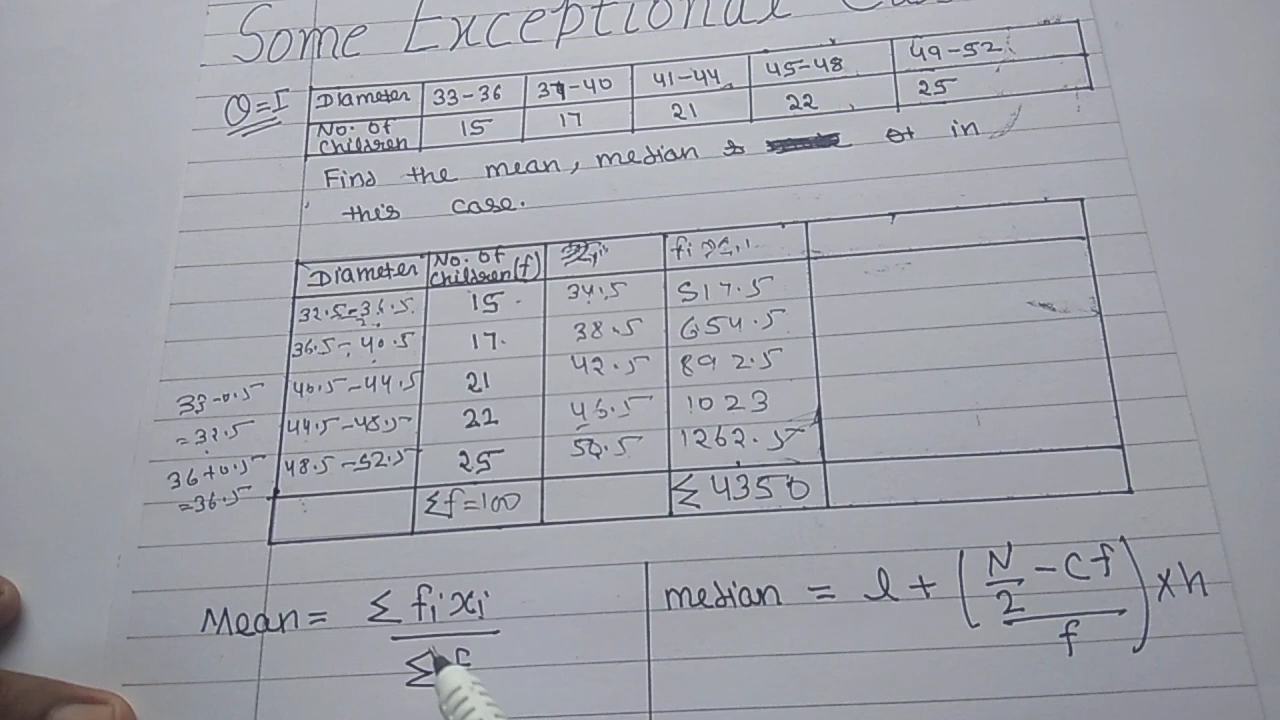 Some Exceptional
Q=I
Diameter 33-36 37-40 41-44 45-48 49-52
No. of children 15 17 21 22 25
Find the mean, median & of in
this case.
Diameter No. of children(f) xi fixi
32.5-36.5 15 34.5 517.5
36.5-40.5 17 38.5 654.5
40.5-44.5 21 42.5 892.5
44.5-48.5 22 46.5 1023
48.5-52.5 25 50.5 1262.5
Σf=100 Σ4350
33-0.5
=32.5
36+0.5
=36.5
Mean = Σ fixi / Σ f
median = l + (N/2 - cf / f) × h